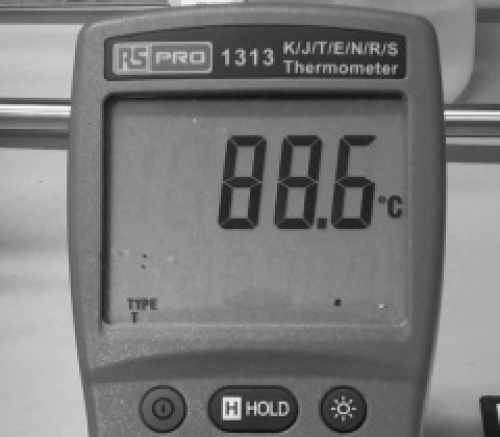 RS PRO 1313 K/J/T/E/N/R/S
Thermometer
88.6 °C
TYPE
T
H HOLD